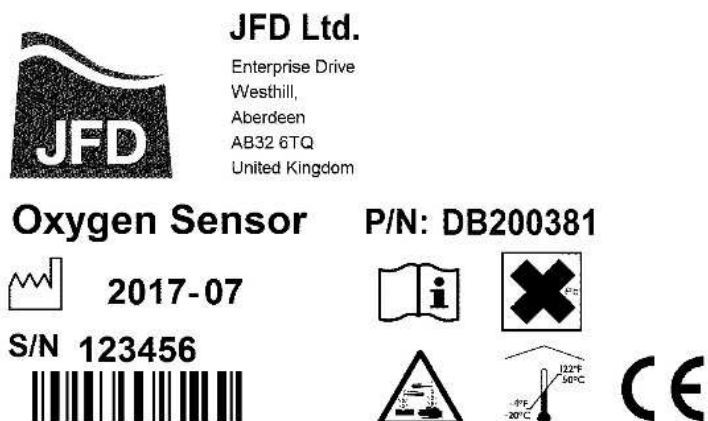 JFD Ltd.
JFD
Enterprise Drive
Westhill,
Aberdeen
AB32 6TQ
United Kingdom
Oxygen Sensor P/N: DB200381
2017-07
i
Pb
S/N 123456
122°F
50°C
-4°F
-20°C
CE